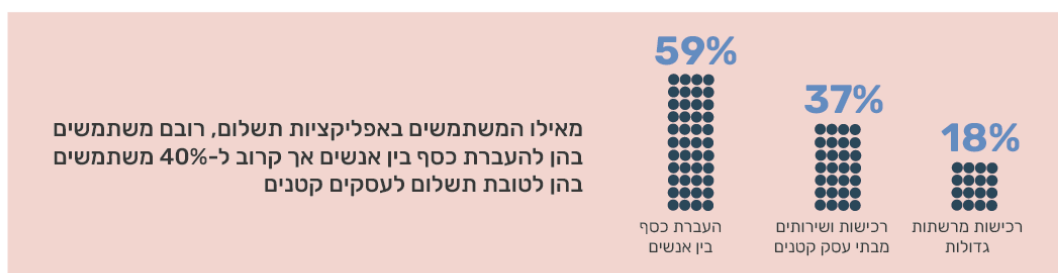 59%
37%
18%
מאילו המשתמשים באפליקציות תשלום, רובם משתמשים
בהן להעברת כסף בין אנשים אך קרוב ל-40% משתמשים
בהן לטובת תשלום לעסקים קטנים
רכישות מרשתות
גדולות
רכישות ושירותים
מבתי עסק קטנים
העברת כסף
בין אנשים